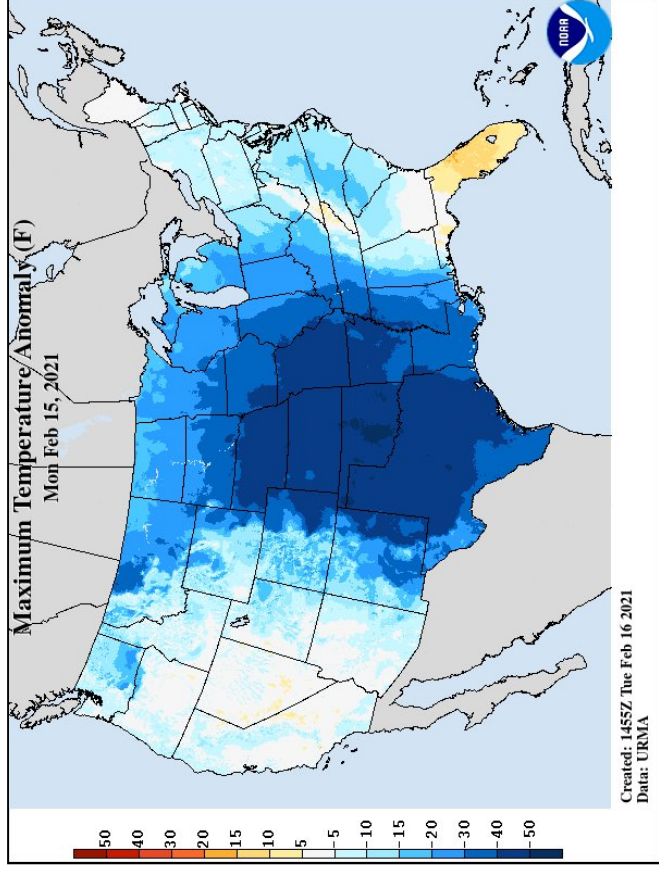 Maximum Temperature Anomaly (F)
Mon Feb 15, 2021
NOAA
50
40
30
20
15
10
5
5
10
15
20
30
40
50
Created: 1455Z Tue Feb 16 2021
Data: URMA